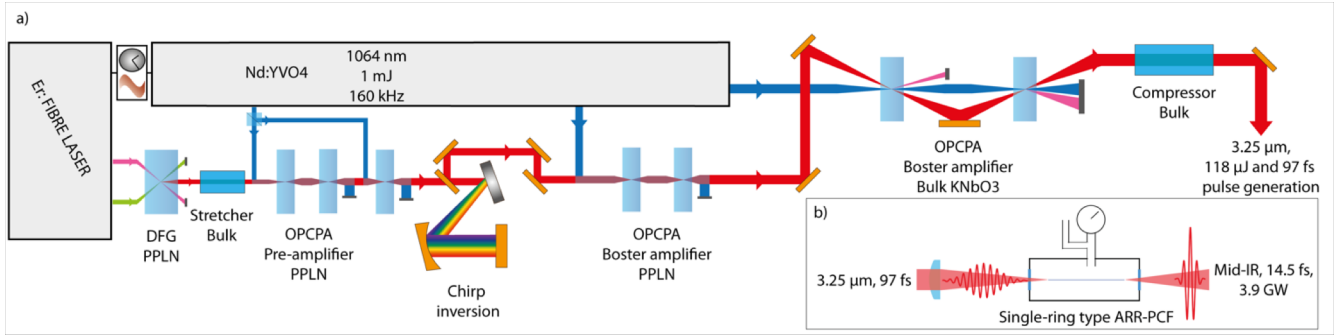 a)
Er: FIBRE LASER
Nd:YVO4
1064 nm
1 mJ
160 kHz
DFG
PPLN
Stretcher
Bulk
OPCPA
Pre-amplifier
PPLN
Chirp
inversion
OPCPA
Boster amplifier
PPLN
OPCPA
Boster amplifier
Bulk KNbO3
Compressor
Bulk
3.25 µm,
118 µJ and 97 fs
pulse generation
b)
3.25 µm, 97 fs
Single-ring type ARR-PCF
Mid-IR, 14.5 fs,
3.9 GW